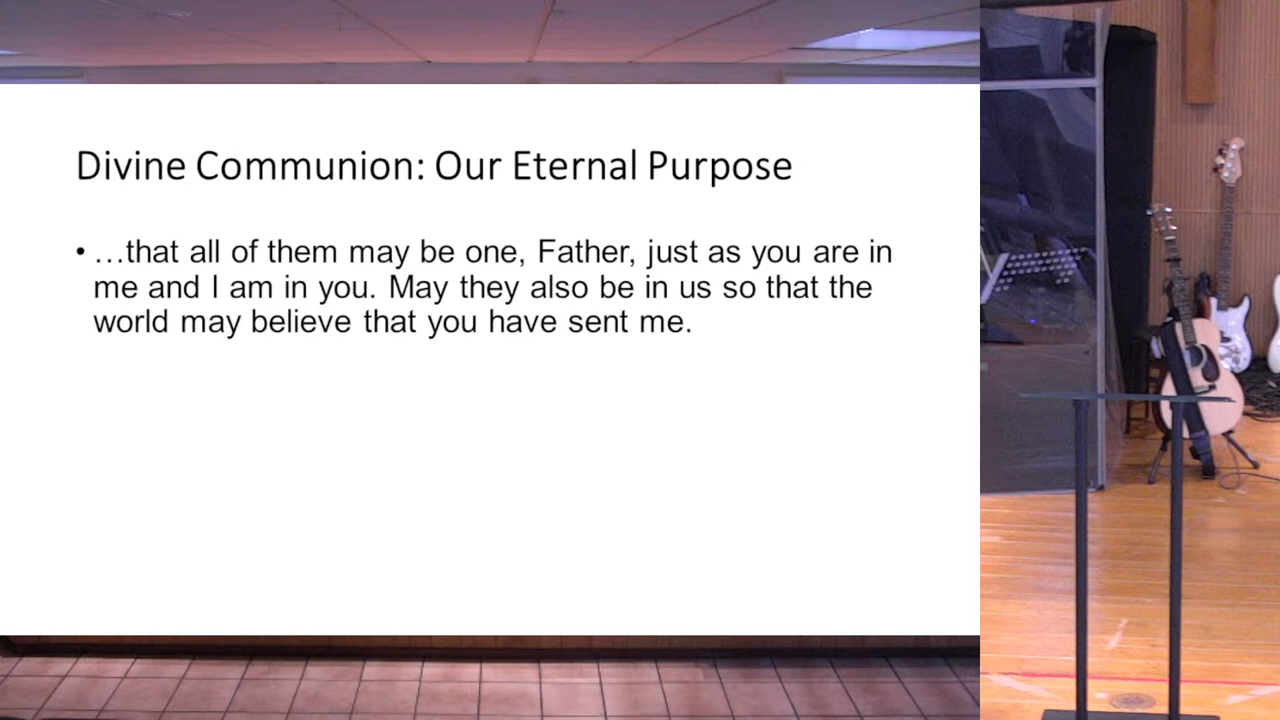 Divine Communion: Our Eternal Purpose
• …that all of them may be one, Father, just as you are in
me and I am in you. May they also be in us so that the
world may believe that you have sent me.